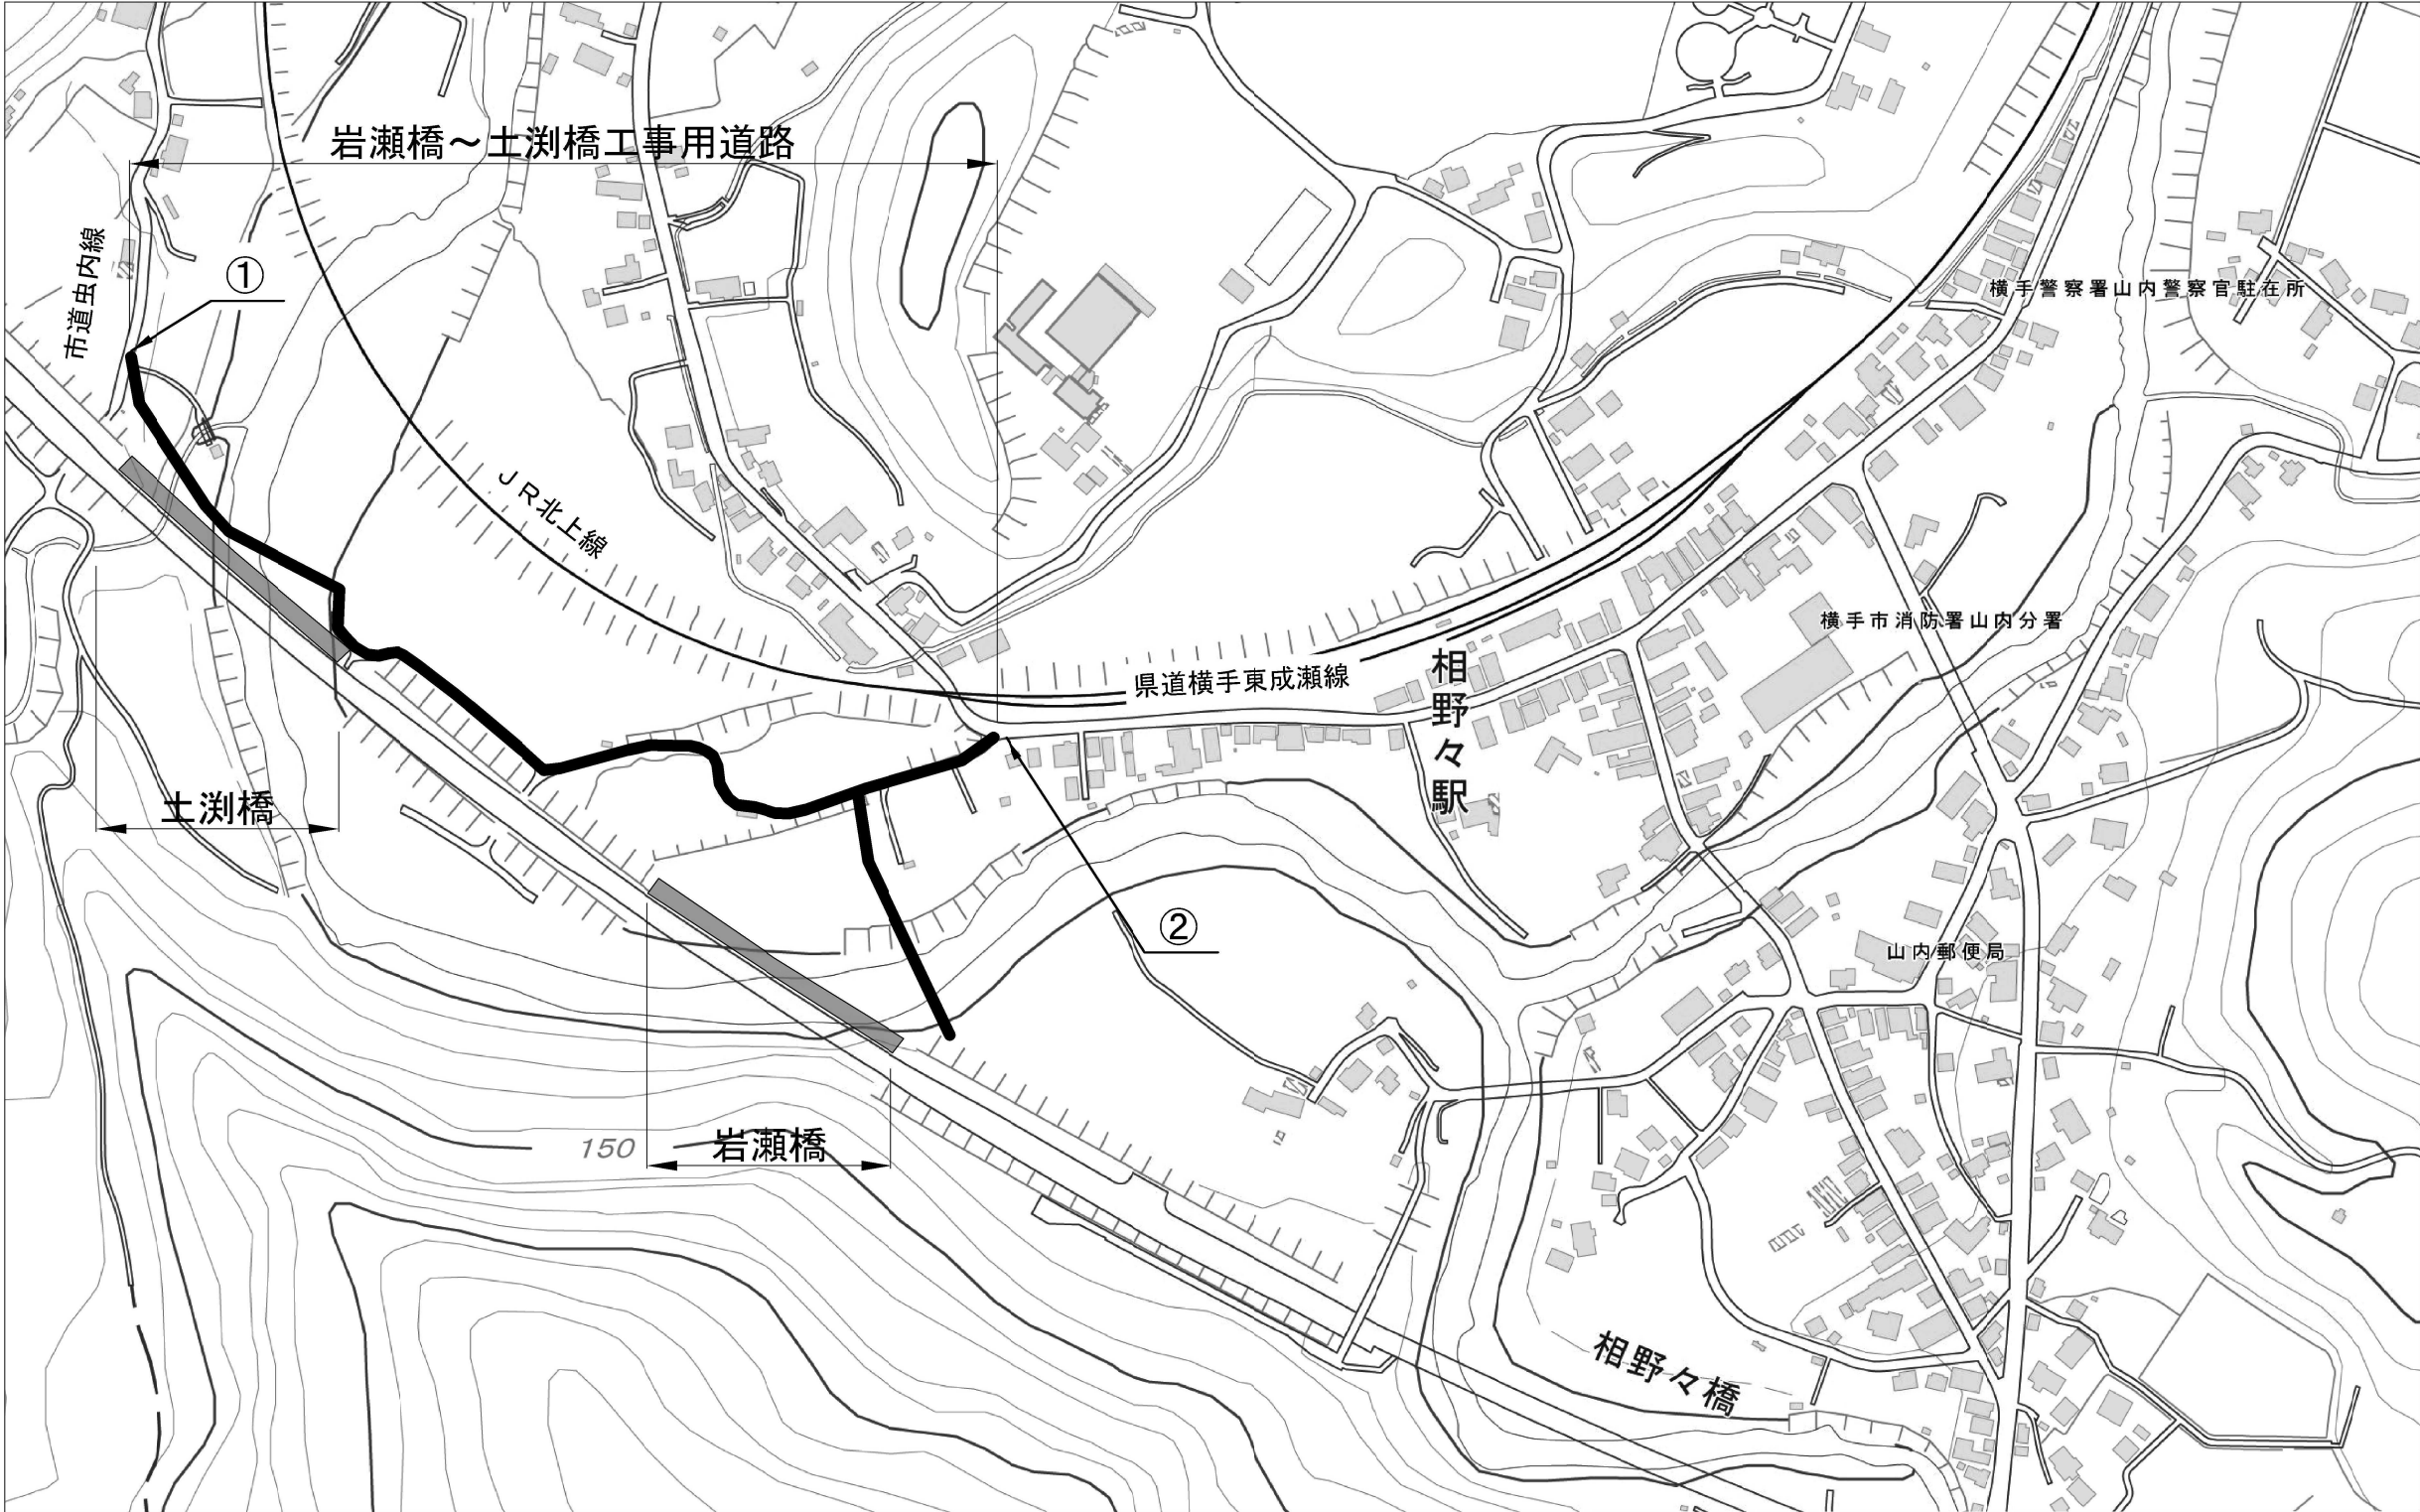 岩瀬橋～土渕橋工事用道路
市道虫内線
①
横手警察署山内警察官駐在所
JR北上線
横手市消防署山内分署
県道横手東成瀬線
相野々駅
土渕橋
②
山内郵便局
150
岩瀬橋
相野々橋